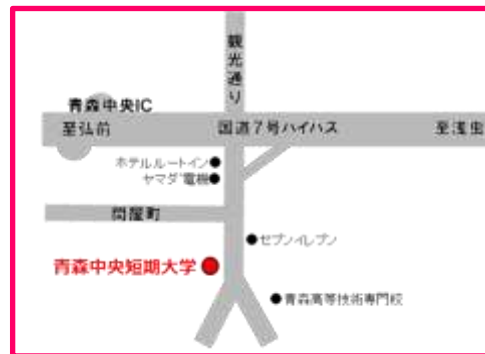 観光通り
青森中央IC
至弘前
国道7号ハイハス
至浅虫
ホテルルートイン
ヤマダ電機
問屋町
セブンイレブン
青森中央短期大学
青森高等技術専門校